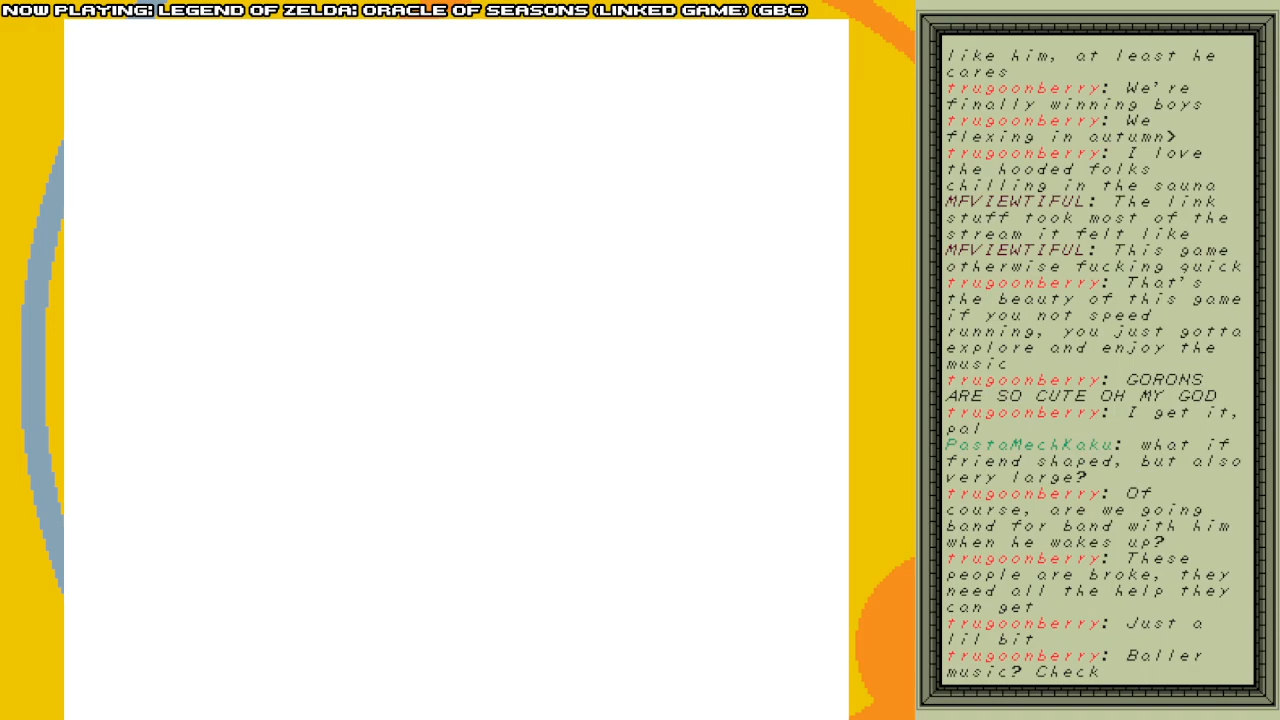 NOW PLAYING: LEGEND OF ZELDA: ORACLE OF SEASONS (LINKED GAME) (GBC)
like him, at least he
cares
trugoonberry: We're
finally winning boys
trugoonberry: We
flexing in autumn>
trugoonberry: I love
the hooded folks
chilling in the sauna
MFVIEWTIFUL: The link
stuff took most of the
stream it felt like
MFVIEWTIFUL: This game
otherwise fucking quick
trugoonberry: That's
the beauty of this game
if you not speed
running, you just gotta
explore and enjoy the
music
trugoonberry: GORONS
ARE SO CUTE OH MY GOD
trugoonberry: I get it,
pal
PastaMechKaku: what if
friend shaped, but also
very large?
trugoonberry: Of
course, are we going
band for band with him
when he wakes up?
trugoonberry: These
people are broke, they
need all the help they
can get
trugoonberry: Just a
lil bit
trugoonberry: Baller
music? Check